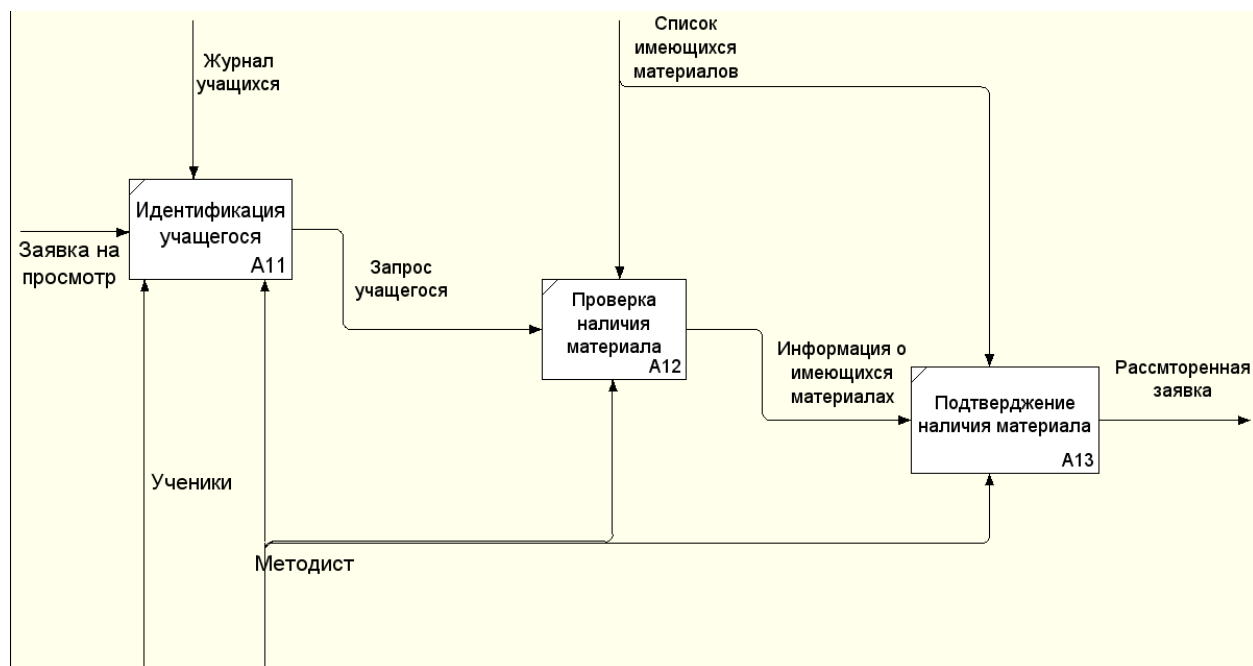 Журнал
учащихся
Список
имеющихся
материалов
Идентификация
учащегося
A11
Заявка на
просмотр
Запрос
учащегося
Проверка
наличия
материала
A12
Информация о
имеющихся
материалах
Подтверджение
наличия материала
A13
Рассмторенная
заявка
Ученики
Методист